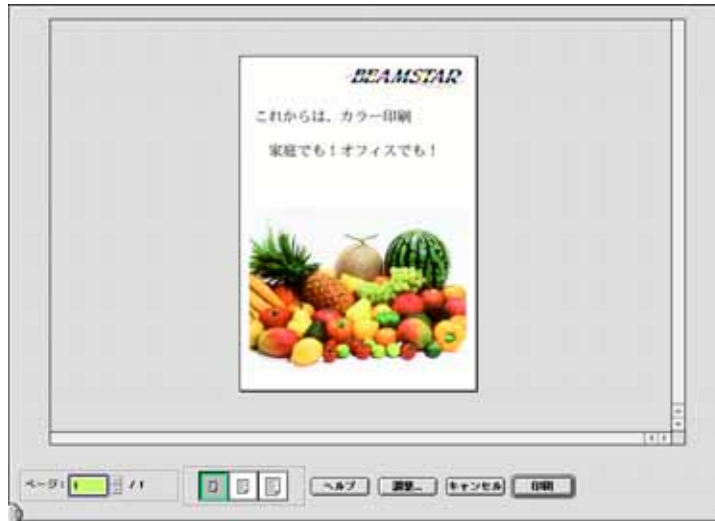 BEAMSTAR
これからは、カラー印刷
家庭でも！オフィスでも！
ページ： 1 / 1
ヘルプ 調整... キャンセル 印刷